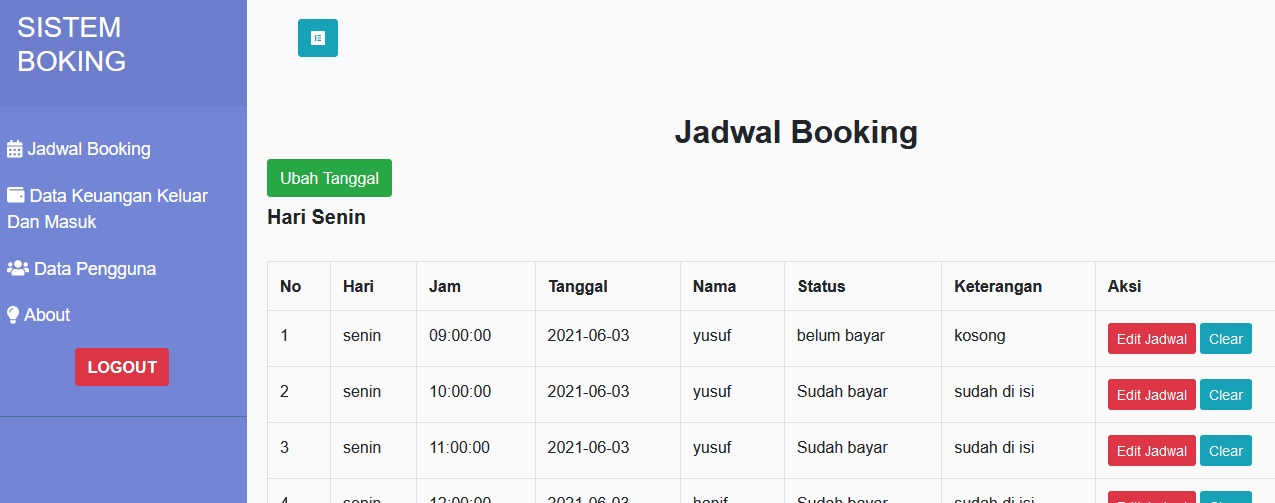 SISTEM
BOKING
Jadwal Booking
Data Keuangan Keluar
Dan Masuk
Data Pengguna
About
LOGOUT
Jadwal Booking
Ubah Tanggal
Hari Senin
No Hari Jam Tanggal Nama Status Keterangan Aksi
1 senin 09:00:00 2021-06-03 yusuf belum bayar kosong Edit Jadwal Clear
2 senin 10:00:00 2021-06-03 yusuf Sudah bayar sudah di isi Edit Jadwal Clear
3 senin 11:00:00 2021-06-03 yusuf Sudah bayar sudah di isi Edit Jadwal Clear
4 senin 12:00:00 2021-06-03 hanif Sudah bayar sudah di isi Edit Jadwal Clear